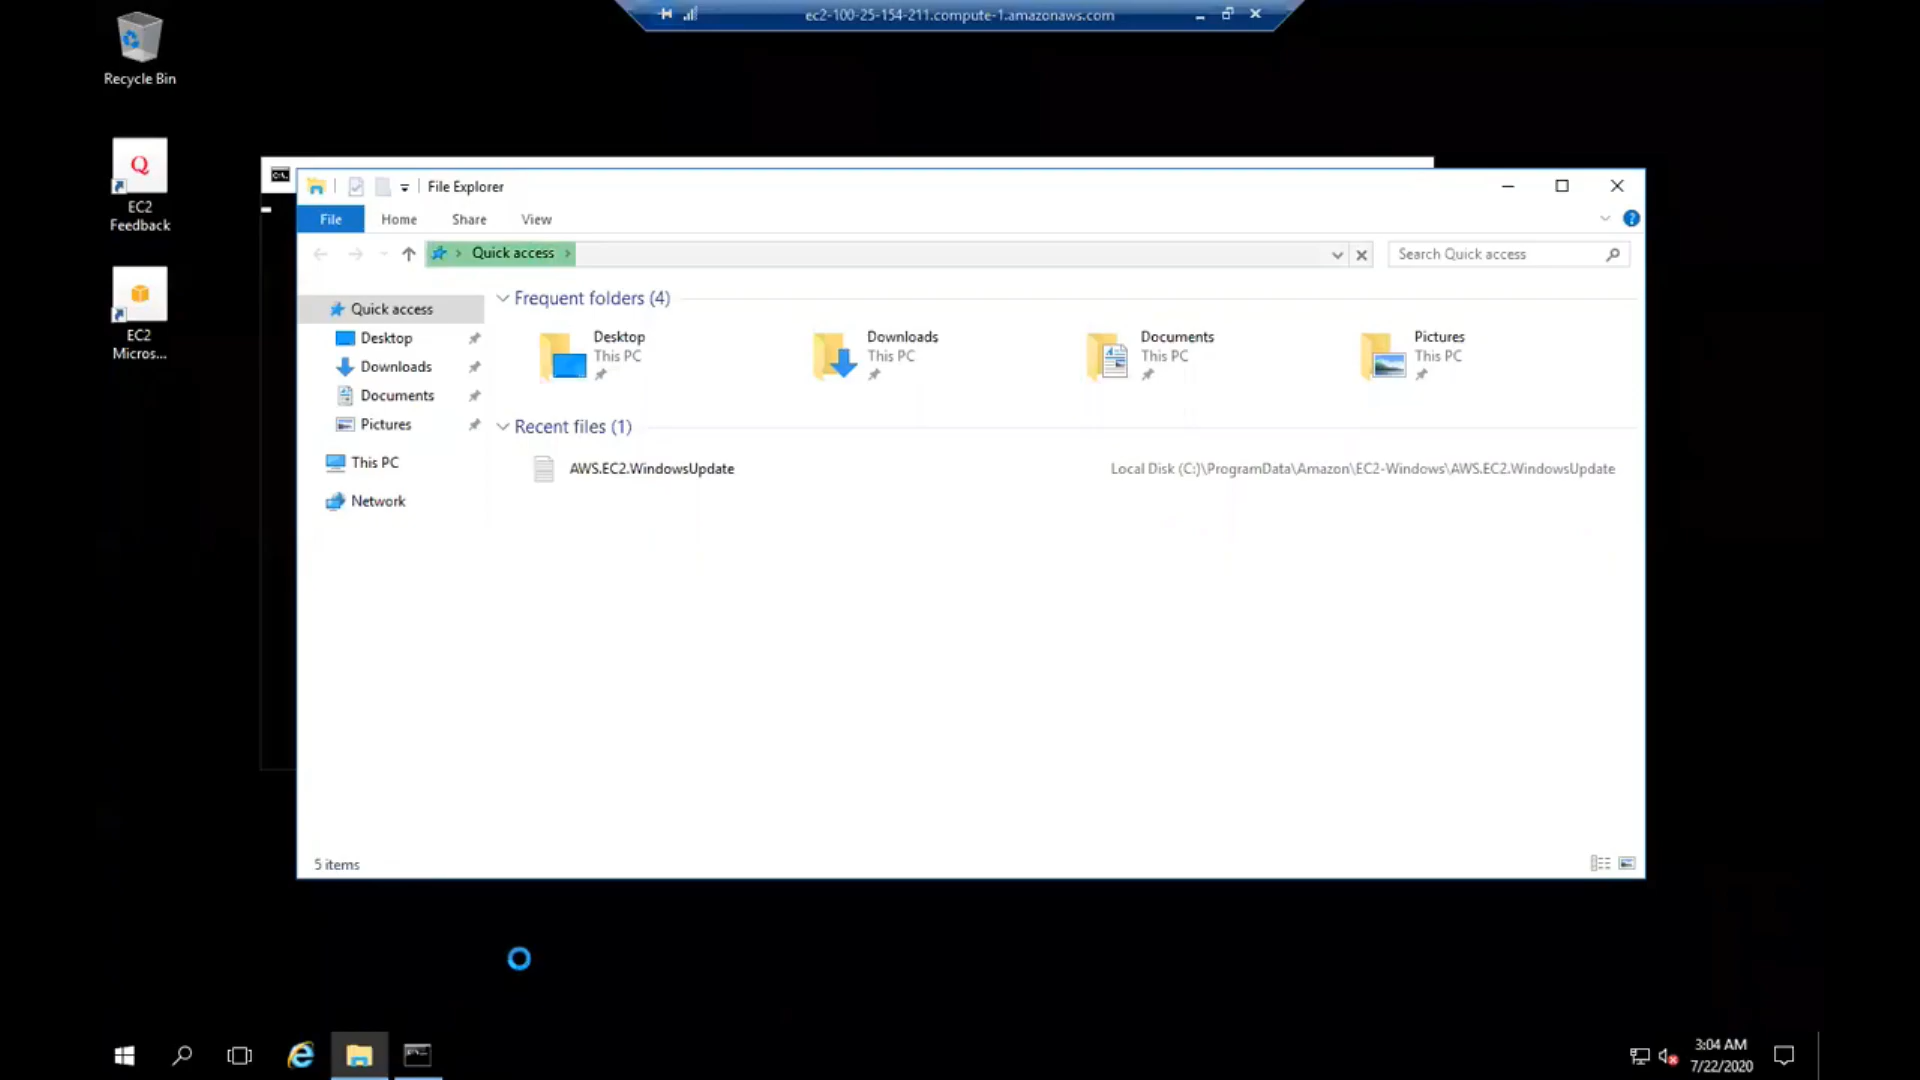 ec2-100-25-154-211.compute-1.amazonaws.com
Recycle Bin
EC2
Feedback
EC2
Micros...
File Explorer
File
Home
Share
View
Quick access
Search Quick access
Quick access
Desktop
Downloads
Documents
Pictures
This PC
Network
Frequent folders (4)
Desktop
This PC
Downloads
This PC
Documents
This PC
Pictures
This PC
Recent files (1)
AWS.EC2.WindowsUpdate
Local Disk (C:)\ProgramData\Amazon\EC2-Windows\AWS.EC2.WindowsUpdate
5 items
3:04 AM
7/22/2020